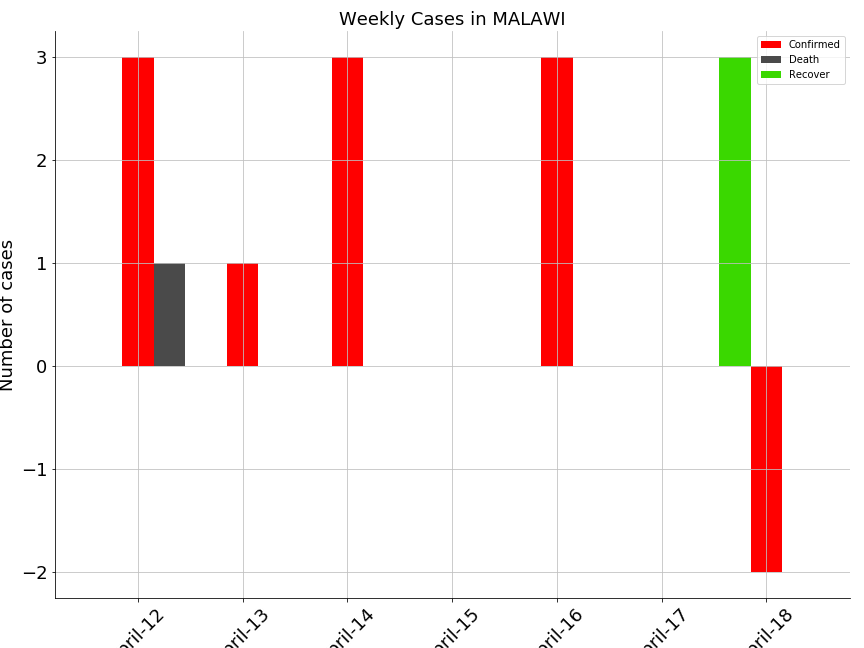 Weekly Cases in MALAWI
Confirmed
Death
Recover
Number of cases
3
2
1
0
−1
−2
pril-12
pril-13
pril-14
pril-15
pril-16
pril-17
pril-18